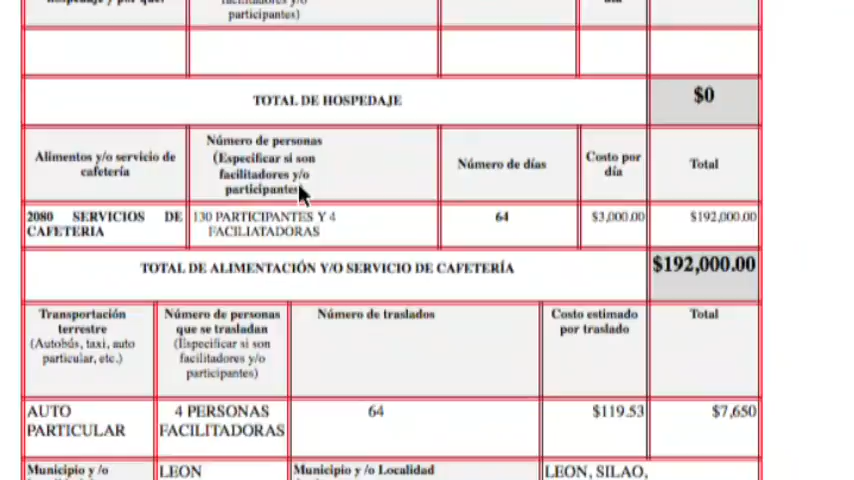 participantes)
TOTAL DE HOSPEDAJE
$0
Alimentos y/o servicio de
cafetería
Número de personas
(Especificar si son
facilitadores y/o
participantes)
Número de días
Costo por
día
Total
2080 SERVICIOS DE
CAFETERIA
130 PARTICIPANTES Y 4
FACILIATADORAS
64
$3,000.00
$192,000.00
TOTAL DE ALIMENTACIÓN Y/O SERVICIO DE CAFETERÍA
$192,000.00
Transportación
terrestre
(Autobús, taxi, auto
particular, etc.)
Número de personas
que se trasladan
(Especificar si son
facilitadores y/o
participantes)
Número de traslados
Costo estimado
por traslado
Total
AUTO
PARTICULAR
4 PERSONAS
FACILITADORAS
64
$119.53
$7,650
Municipio y /o
LEON
Municipio y /o Localidad
LEON, SILAO,